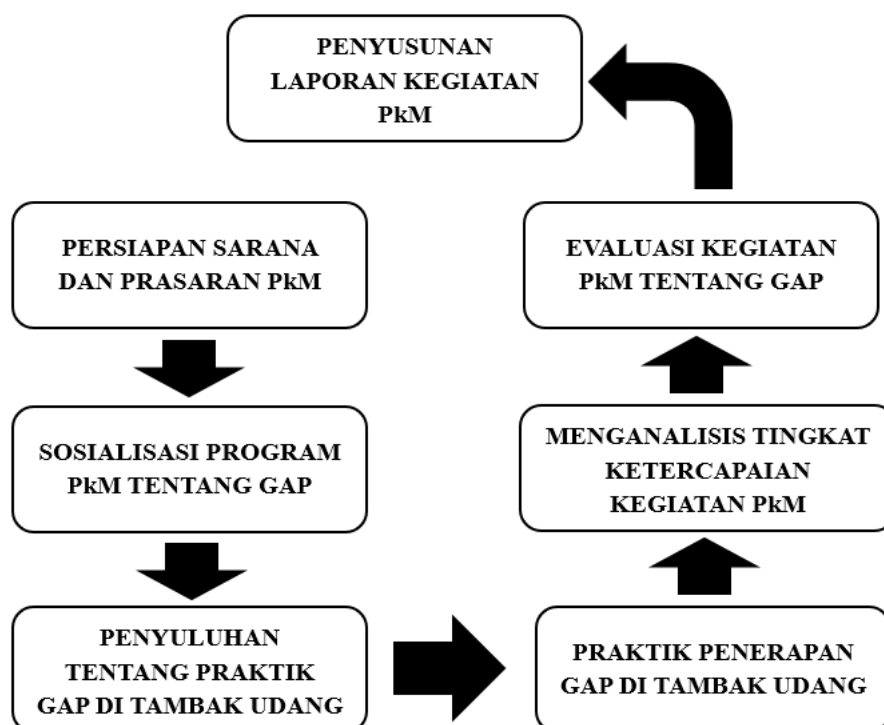 PENYUSUNAN
LAPORAN KEGIATAN
PkM
PERSIAPAN SARANA
DAN PRASARAN PkM
SOSIALISASI PROGRAM
PkM TENTANG GAP
PENYULUHAN
TENTANG PRAKTIK
GAP DI TAMBAK UDANG
PRAKTIK PENERAPAN
GAP DI TAMBAK UDANG
MENGANALISIS TINGKAT
KETERCAPAIAN
KEGIATAN PkM
EVALUASI KEGIATAN
PkM TENTANG GAP